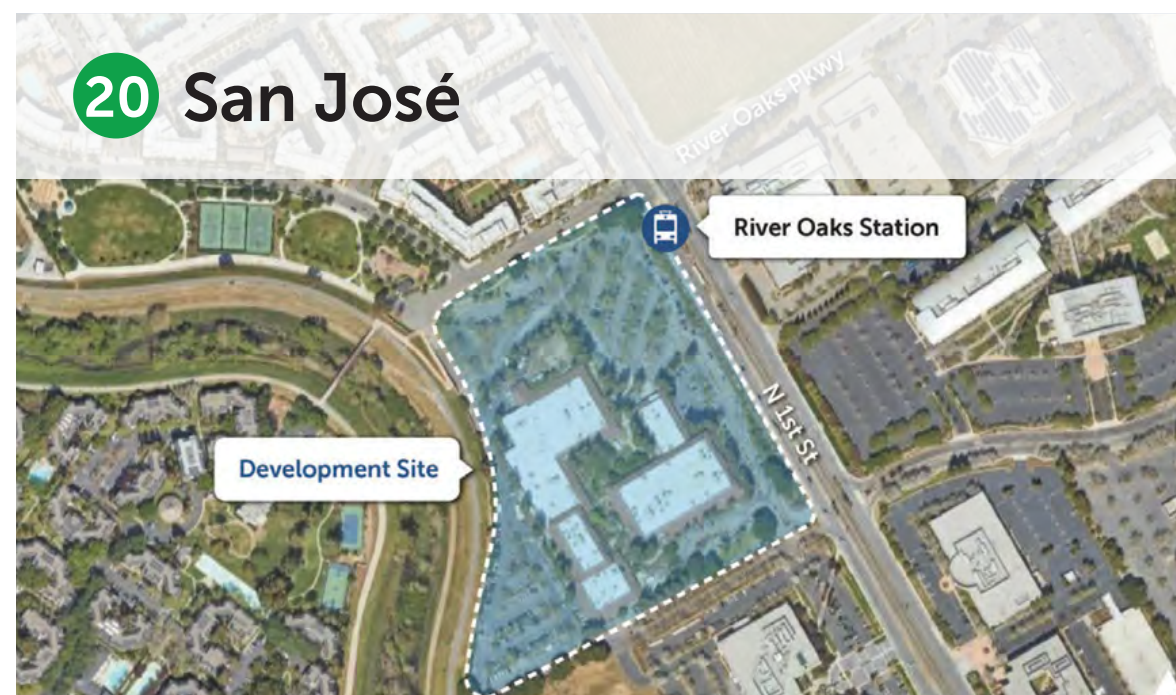 20 San José
River Oaks Pkwy
River Oaks Station
N 1st St
Development Site